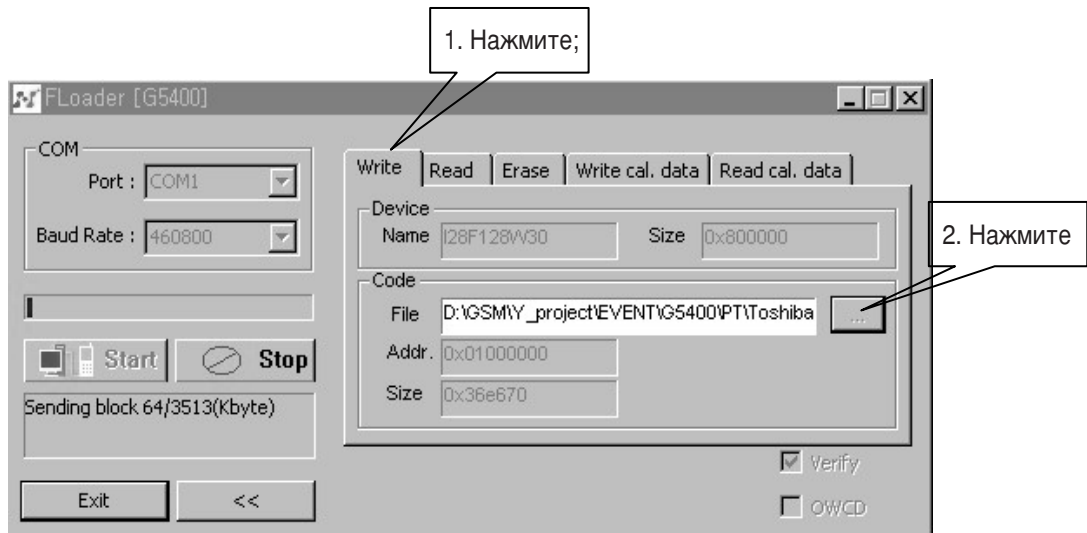 1. Нажмите;
FLoader [G5400]
COM
Port : COM1
Baud Rate : 460800
Start Stop
Sending block 64/3513(Kbyte)
Exit <<
Write Read Erase Write cal. data Read cal. data
Device
Name I28F128W30 Size 0x800000
2. Нажмите
Code
File D:\GSM\Y_project\EVENT\G5400\PT\Toshiba ...
Addr. 0x01000000
Size 0x36e670
Verify
OWCD